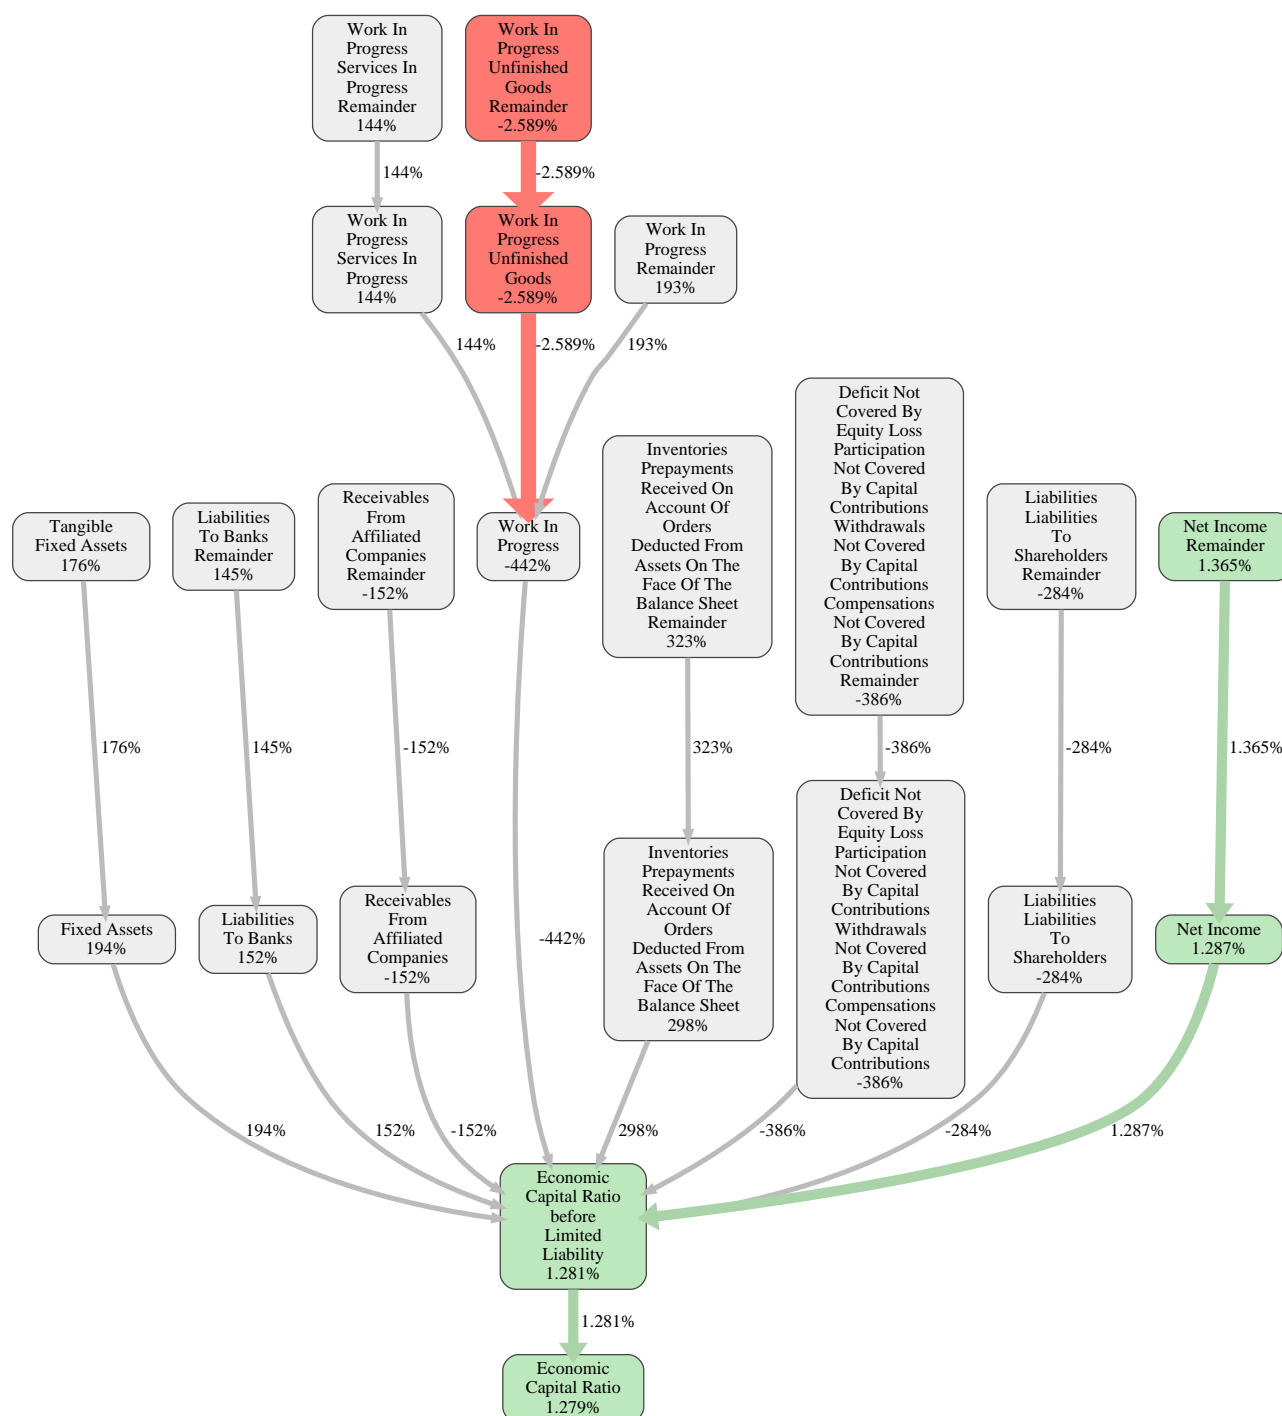 Work In
Progress
Services In
Progress
Remainder
144%
Work In
Progress
Unfinished
Goods
Remainder
-2.589%
144%
-2.589%
Work In
Progress
Services In
Progress
144%
Work In
Progress
Unfinished
Goods
-2.589%
Work In
Progress
Remainder
193%
144%
-2.589%
193%
Tangible
Fixed Assets
176%
Liabilities
To Banks
Remainder
145%
Receivables
From
Affiliated
Companies
Remainder
-152%
Work In
Progress
-442%
Inventories
Prepayments
Received On
Account Of
Orders
Deducted From
Assets On The
Face Of The
Balance Sheet
Remainder
323%
Deficit Not
Covered By
Equity Loss
Participation
Not Covered
By Capital
Contributions
Withdrawals
Not Covered
By Capital
Contributions
Compensations
Not Covered
By Capital
Contributions
Remainder
-386%
Liabilities
Liabilities
To
Shareholders
Remainder
-284%
Net Income
Remainder
1.365%
176%
145%
-152%
323%
-386%
-284%
1.365%
Fixed Assets
194%
Liabilities
To Banks
152%
Receivables
From
Affiliated
Companies
-152%
-442%
Inventories
Prepayments
Received On
Account Of
Orders
Deducted From
Assets On The
Face Of The
Balance Sheet
298%
Deficit Not
Covered By
Equity Loss
Participation
Not Covered
By Capital
Contributions
Withdrawals
Not Covered
By Capital
Contributions
Compensations
Not Covered
By Capital
Contributions
-386%
Liabilities
Liabilities
To
Shareholders
-284%
Net Income
1.287%
194%
152%
-152%
298%
-386%
-284%
1.287%
Economic
Capital Ratio
before
Limited
Liability
1.281%
1.281%
Economic
Capital Ratio
1.279%